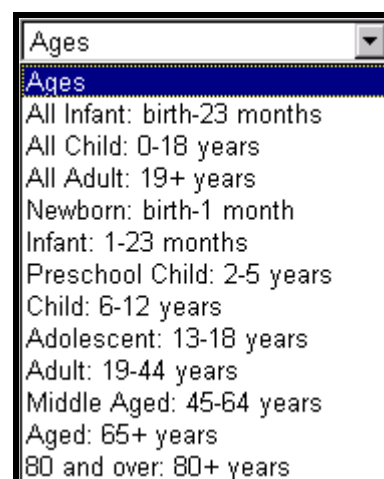 Ages
Ages
All Infant: birth-23 months
All Child: 0-18 years
All Adult: 19+ years
Newborn: birth-1 month
Infant: 1-23 months
Preschool Child: 2-5 years
Child: 6-12 years
Adolescent: 13-18 years
Adult: 19-44 years
Middle Aged: 45-64 years
Aged: 65+ years
80 and over: 80+ years